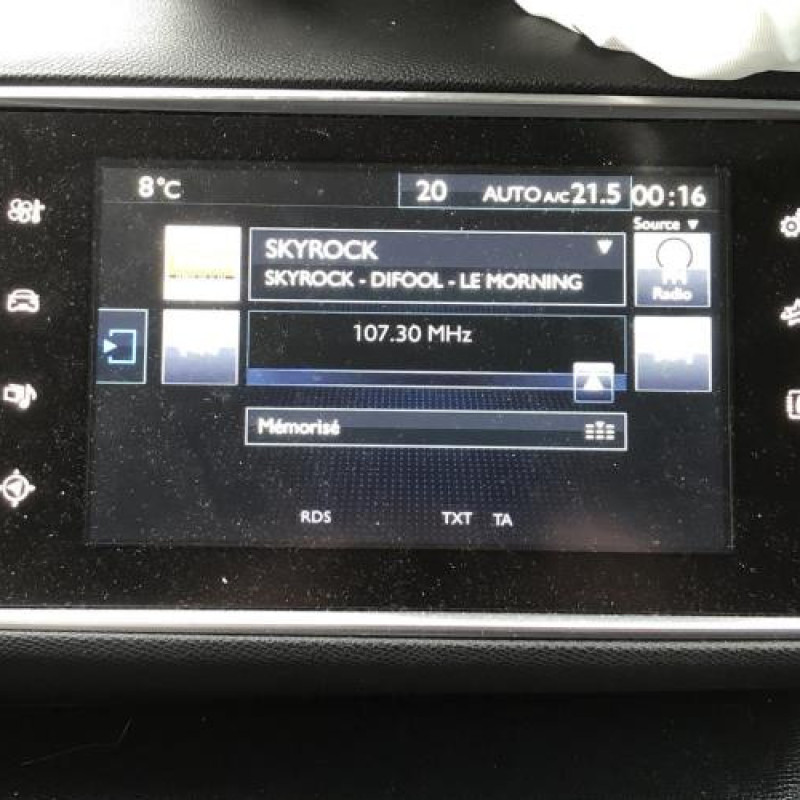 8°C
20 AUTO A/C 21.5 00:16
Source
SKYROCK
SKYROCK - DIFOOL - LE MORNING
Radio
107.30 MHz
Mémorisé
RDS TXT TA